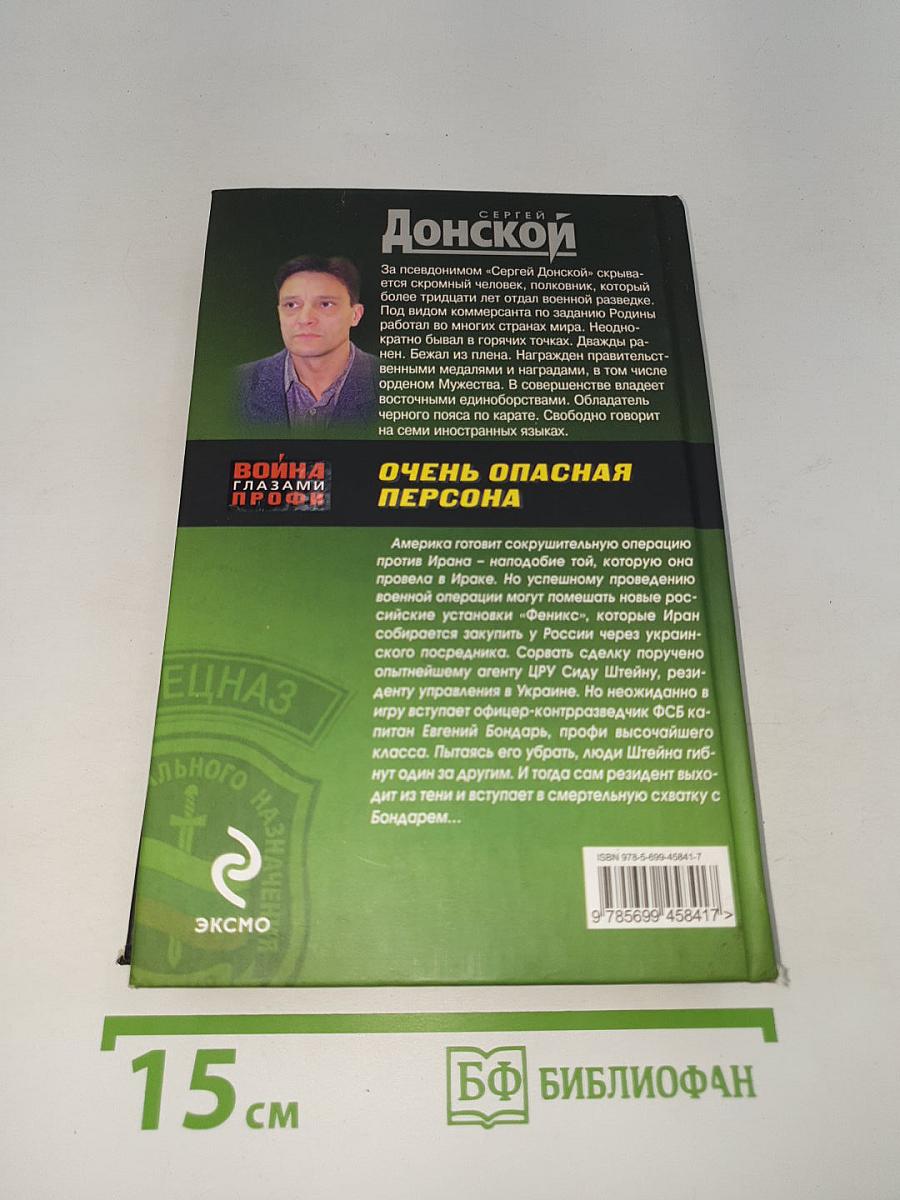 СЕРГЕЙ
ДОНСКОЙ
За псевдонимом «Сергей Донской» скрыва-
ется скромный человек, полковник, который
более тридцати лет отдал военной разведке.
Под видом коммерсанта по заданию Родины
работал во многих странах мира. Неодно-
кратно бывал в горячих точках. Дважды ра-
нен. Бежал из плена. Награжден правительст-
венными медалями и наградами, в том числе
орденом Мужества. В совершенстве владеет
восточными единоборствами. Обладатель
черного пояса по карате. Свободно говорит
на семи иностранных языках.
ВОЙНА
ГЛАЗАМИ
ПРОФИ
ОЧЕНЬ ОПАСНАЯ
ПЕРСОНА
Америка готовит сокрушительную операцию
против Ирана – наподобие той, которую она
провела в Ираке. Но успешному проведению
военной операции могут помешать новые рос-
сийские установки «Феникс», которые Иран
собирается закупить у России через украин-
ского посредника. Сорвать сделку поручено
опытнейшему агенту ЦРУ Сиду Штейну, рези-
денту управления в Украине. Но неожиданно в
игру вступает офицер-контрразведчик ФСБ ка-
питан Евгений Бондарь, профи высочайшего
класса. Пытаясь его убрать, люди Штейна гиб-
нут один за другим. И тогда сам резидент выхо-
дит из тени и вступает в смертельную схватку с
Бондарем...
ЕЦНАЗ
АЛЬНОГО НАЗНАЧЕНИЯ
ЭКСМО
ISBN 978-5-699-45841-7
9 785699 458417 >
15 см
БФ БИБЛИОФАН